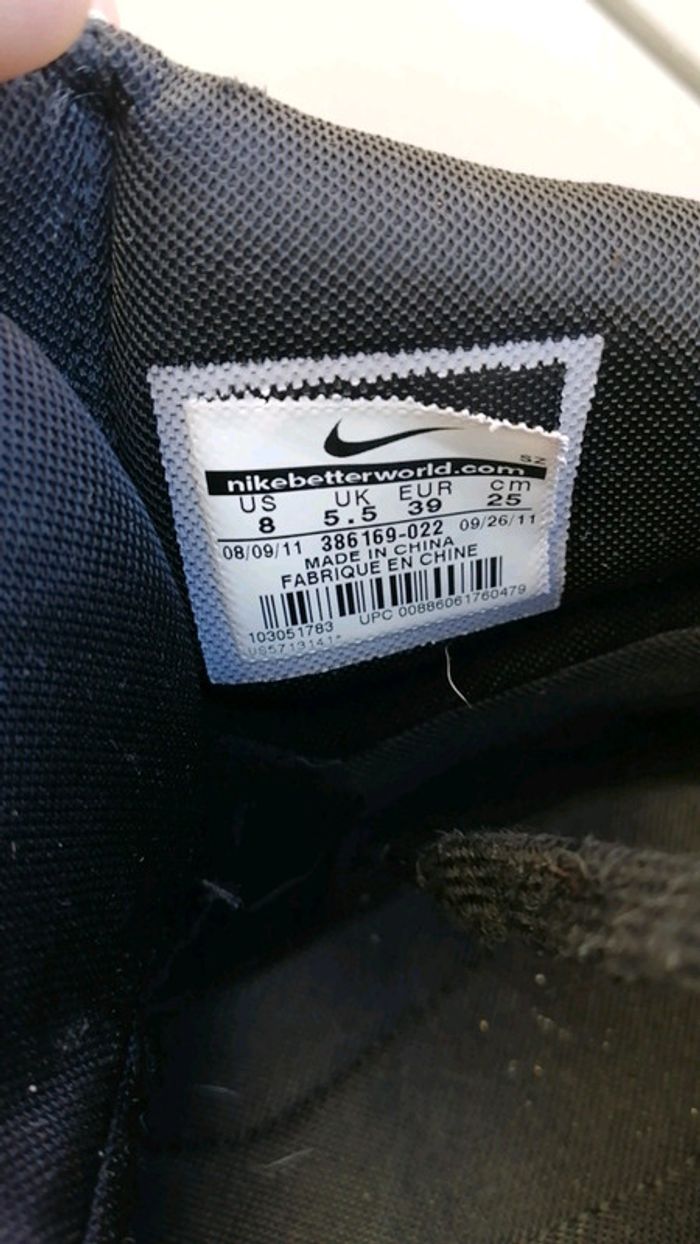 SZ
nikebetterworld.com
US UK EUR cm
8 5.5 39 25
08/09/11 386169-022 09/26/11
MADE IN CHINA
FABRIQUE EN CHINE
103051783 UPC 00886061760479
US5713141*